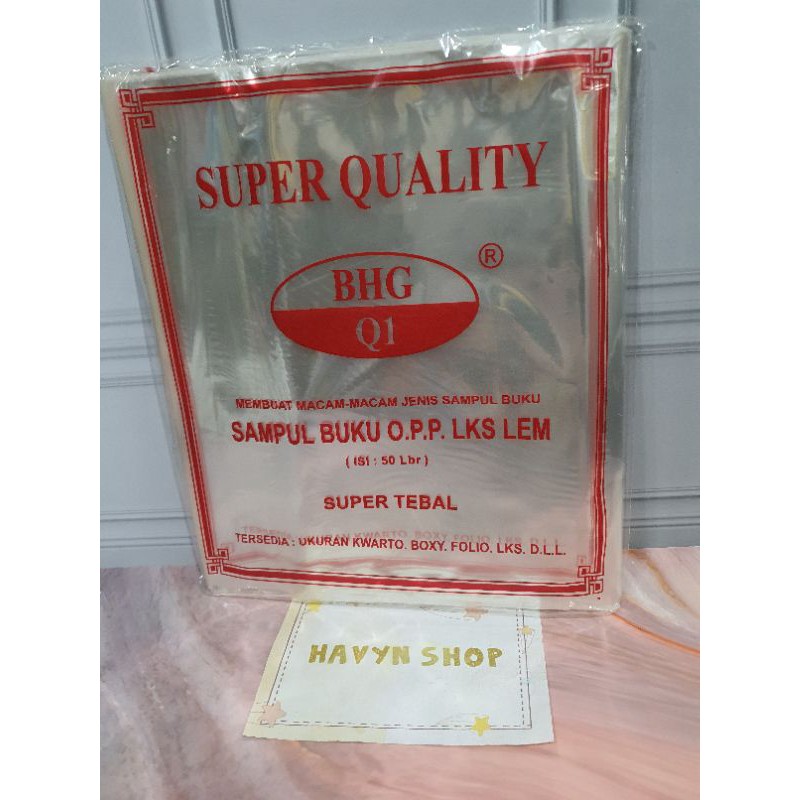 SUPER QUALITY
®
BHG
Q1
MEMBUAT MACAM-MACAM JENIS SAMPUL BUKU
SAMPUL BUKU O.P.P. LKS LEM
( ISI : 50 Lbr )
SUPER TEBAL
TERSEDIA : UKURAN KWARTO. BOXY. FOLIO. LKS. D.L.L.
HAVYN SHOP